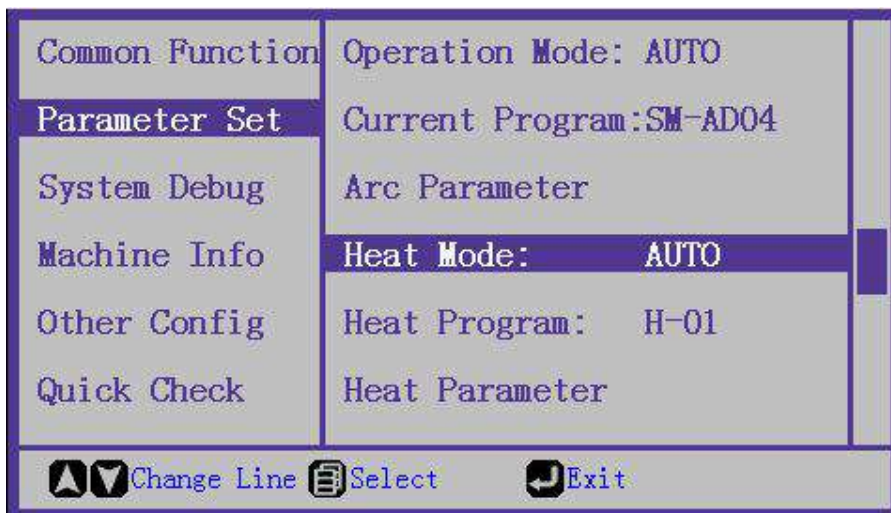 Common Function
Parameter Set
System Debug
Machine Info
Other Config
Quick Check
Operation Mode: AUTO
Current Program:SM-AD04
Arc Parameter
Heat Mode: AUTO
Heat Program: H-01
Heat Parameter
Change Line Select Exit